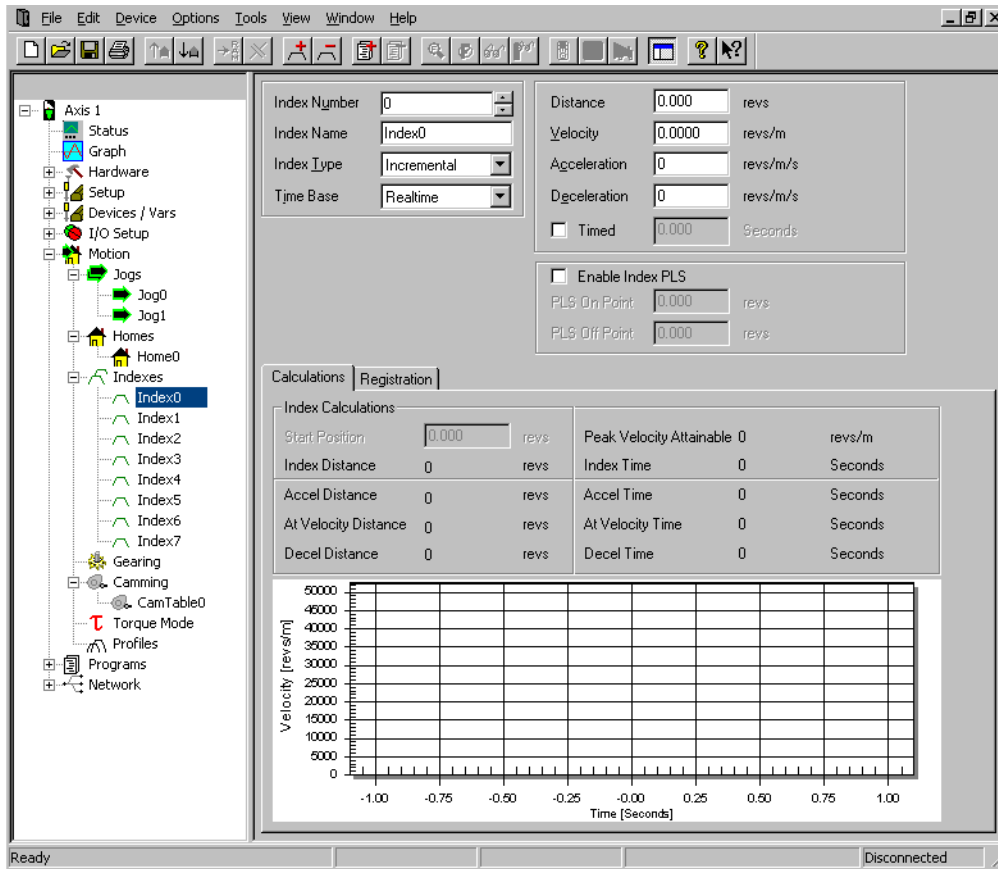 File Edit Device Options Tools View Window Help
Axis 1
Status
Graph
Hardware
Setup
Devices / Vars
I/O Setup
Motion
Jogs
Jog0
Jog1
Homes
Home0
Indexes
Index0
Index1
Index2
Index3
Index4
Index5
Index6
Index7
Gearing
Camming
CamTable0
Torque Mode
Profiles
Programs
Network
Index Number 0
Index Name Index0
Index Type Incremental
Time Base Realtime
Distance 0.000 revs
Velocity 0.0000 revs/m
Acceleration 0 revs/m/s
Deceleration 0 revs/m/s
Timed 0.000 Seconds
Enable Index PLS
PLS On Point 0.000 revs
PLS Off Point 0.000 revs
Calculations Registration
Index Calculations
Start Position 0.000 revs Peak Velocity Attainable 0 revs/m
Index Distance 0 revs Index Time 0 Seconds
Accel Distance 0 revs Accel Time 0 Seconds
At Velocity Distance 0 revs At Velocity Time 0 Seconds
Decel Distance 0 revs Decel Time 0 Seconds
Velocity [revs/m]
50000
45000
40000
35000
30000
25000
20000
15000
10000
5000
0
-1.00 -0.75 -0.50 -0.25 -0.00 0.25 0.50 0.75 1.00
Time [Seconds]
Ready Disconnected